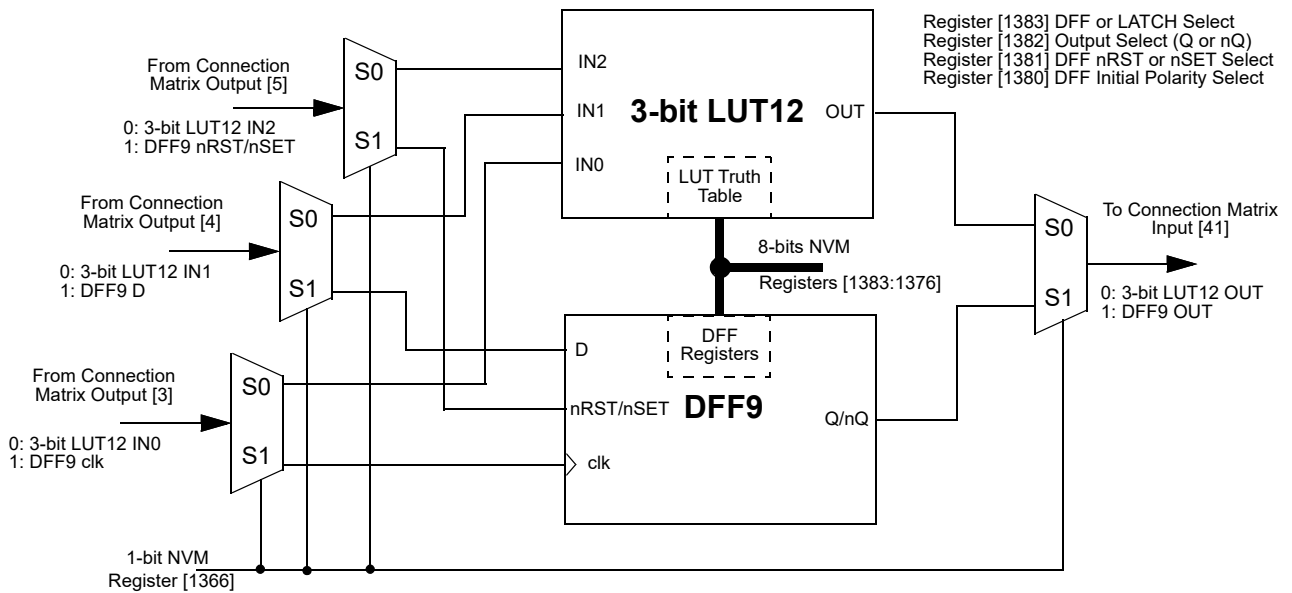 Register [1383] DFF or LATCH Select
Register [1382] Output Select (Q or nQ)
Register [1381] DFF nRST or nSET Select
Register [1380] DFF Initial Polarity Select
From Connection
Matrix Output [5]
0: 3-bit LUT12 IN2
1: DFF9 nRST/nSET
S0
S1
IN2
IN1
IN0
3-bit LUT12
OUT
LUT Truth
Table
From Connection
Matrix Output [4]
0: 3-bit LUT12 IN1
1: DFF9 D
S0
S1
8-bits NVM
Registers [1383:1376]
S0
S1
To Connection Matrix
Input [41]
0: 3-bit LUT12 OUT
1: DFF9 OUT
From Connection
Matrix Output [3]
0: 3-bit LUT12 IN0
1: DFF9 clk
S0
S1
DFF
Registers
D
nRST/nSET
DFF9
Q/nQ
clk
1-bit NVM
Register [1366]